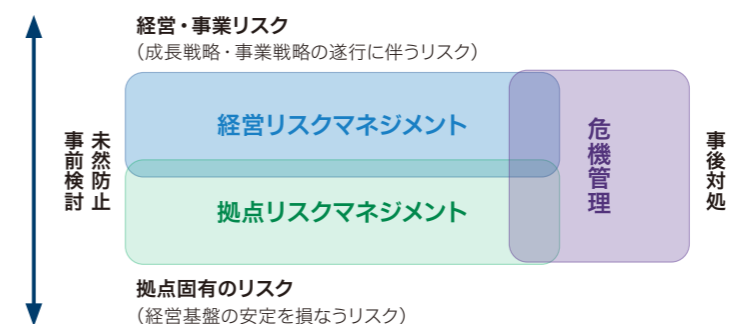 経営・事業リスク
（成長戦略・事業戦略の遂行に伴うリスク）
経営リスクマネジメント
拠点リスクマネジメント
危機管理
未然防止
事前検討
事後対処
拠点固有のリスク
（経営基盤の安定を損なうリスク）